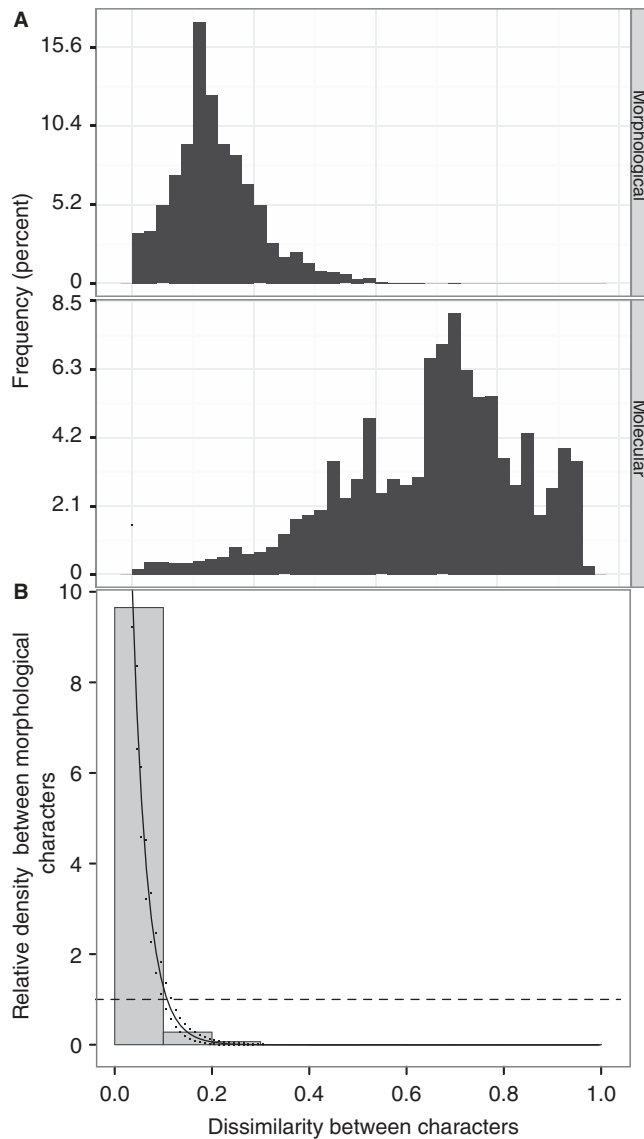 A
15.6
10.4
5.2
0
Morphological
8.5
6.3
4.2
2.1
0
Frequency (percent)
Molecular
B
10
8
6
4
2
0
Relative density between morphological
characters
0.0 0.2 0.4 0.6 0.8 1.0
Dissimilarity between characters